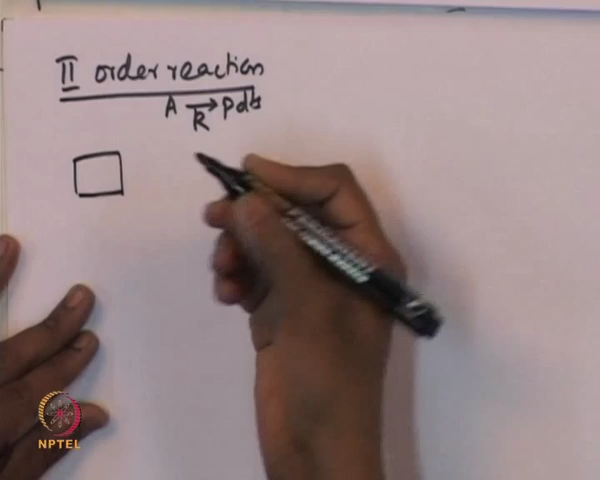 II order reaction
A → pdts
k
NPTEL